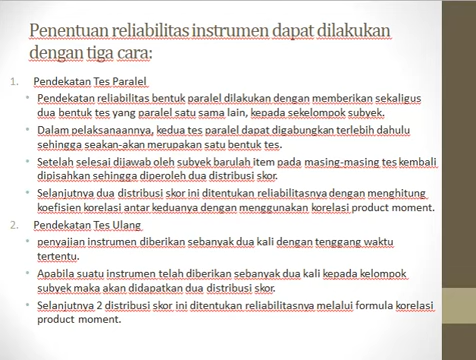 Penentuan reliabilitas instrumen dapat dilakukan
dengan tiga cara:
1. Pendekatan Tes Paralel
• Pendekatan reliabilitas bentuk paralel dilakukan dengan memberikan sekaligus
dua bentuk tes yang paralel satu sama lain, kepada sekelompok subyek.
• Dalam pelaksanaannya, kedua tes paralel dapat digabungkan terlebih dahulu
sehingga seakan-akan merupakan satu bentuk tes.
• Setelah selesai dijawab oleh subyek barulah item pada masing-masing tes kembali
dipisahkan sehingga diperoleh dua distribusi skor.
• Selanjutnya dua distribusi skor ini ditentukan reliabilitasnya dengan menghitung
koefisien korelasi antar keduanya dengan menggunakan korelasi product moment.
2. Pendekatan Tes Ulang
• penyajian instrumen diberikan sebanyak dua kali dengan tenggang waktu
tertentu.
• Apabila suatu instrumen telah diberikan sebanyak dua kali kepada kelompok
subyek maka akan didapatkan dua distribusi skor.
• Selanjutnya 2 distribusi skor ini ditentukan reliabilitasnya melalui formula korelasi
product moment.